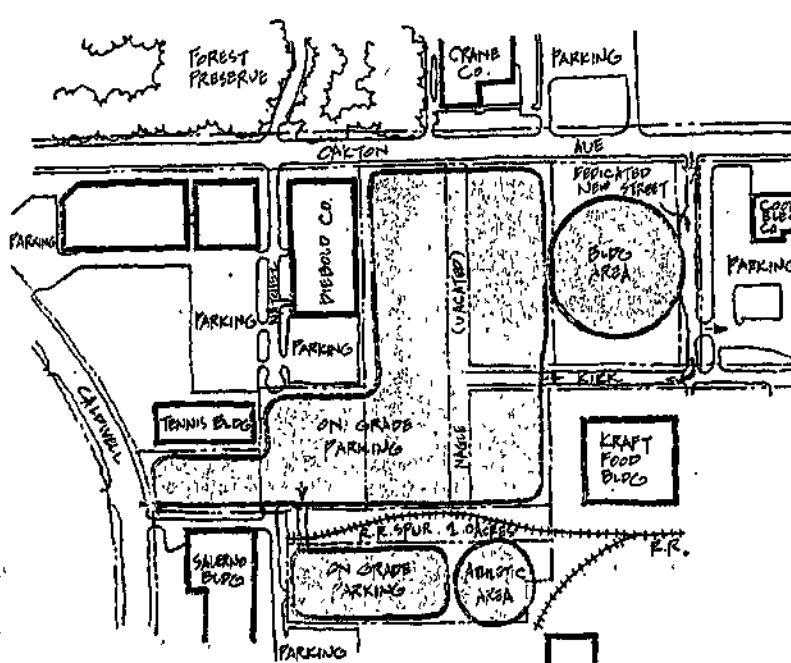 FOREST
PRESERVE
CRANE
CO.
PARKING
OAKTON
AVE
DEDICATED
NEW STREET
PARKING
DIEBOLD CO.
(VACATED)
BLDG
AREA
PARKING
PARKING
PARKING
KIRK
CALDWELL
TENNIS BLDG
ON GRADE
PARKING
NAGLE
KRAFT
FOOD
BLDG
R.R. SPUR
R.R.
SALERNO
BLDG
ON GRADE
PARKING
ATHLETIC
AREA
PARKING